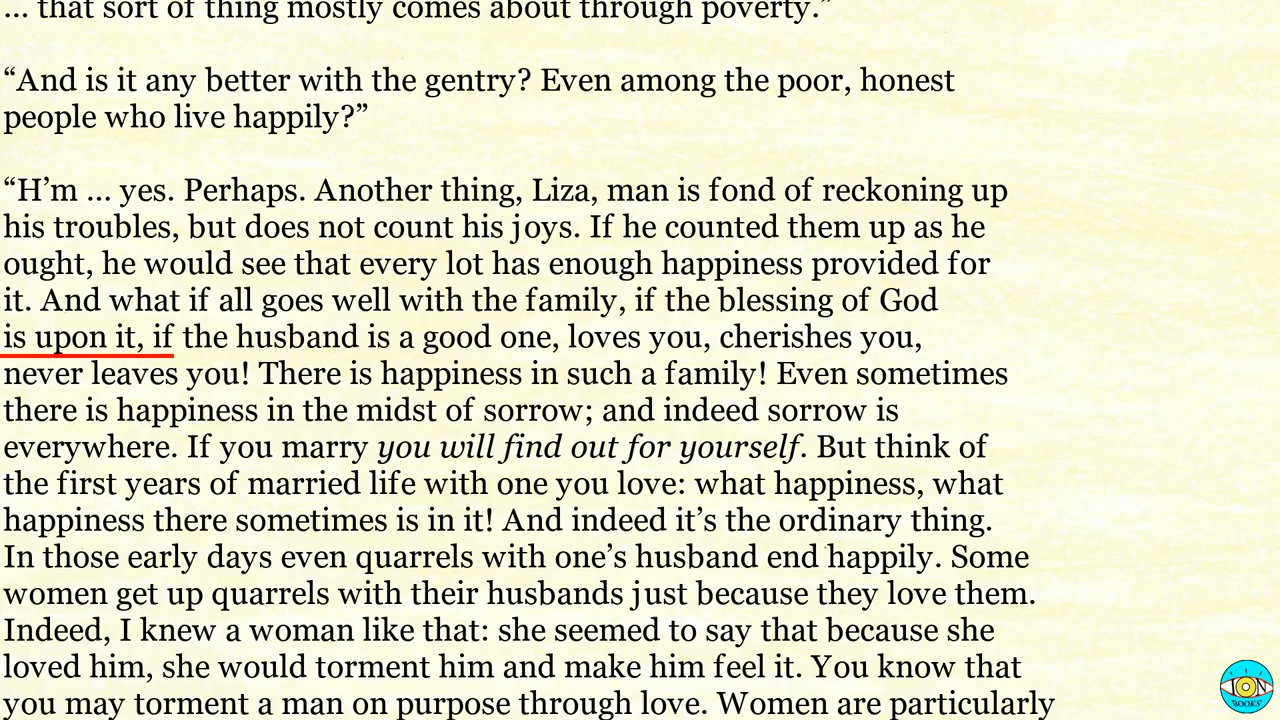 ... that sort of thing mostly comes about through poverty.”
“And is it any better with the gentry? Even among the poor, honest
people who live happily?”
“H’m ... yes. Perhaps. Another thing, Liza, man is fond of reckoning up
his troubles, but does not count his joys. If he counted them up as he
ought, he would see that every lot has enough happiness provided for
it. And what if all goes well with the family, if the blessing of God
is upon it, if the husband is a good one, loves you, cherishes you,
never leaves you! There is happiness in such a family! Even sometimes
there is happiness in the midst of sorrow; and indeed sorrow is
everywhere. If you marry you will find out for yourself. But think of
the first years of married life with one you love: what happiness, what
happiness there sometimes is in it! And indeed it’s the ordinary thing.
In those early days even quarrels with one’s husband end happily. Some
women get up quarrels with their husbands just because they love them.
Indeed, I knew a woman like that: she seemed to say that because she
loved him, she would torment him and make him feel it. You know that
you may torment a man on purpose through love. Women are particularly
ION
BOOKS